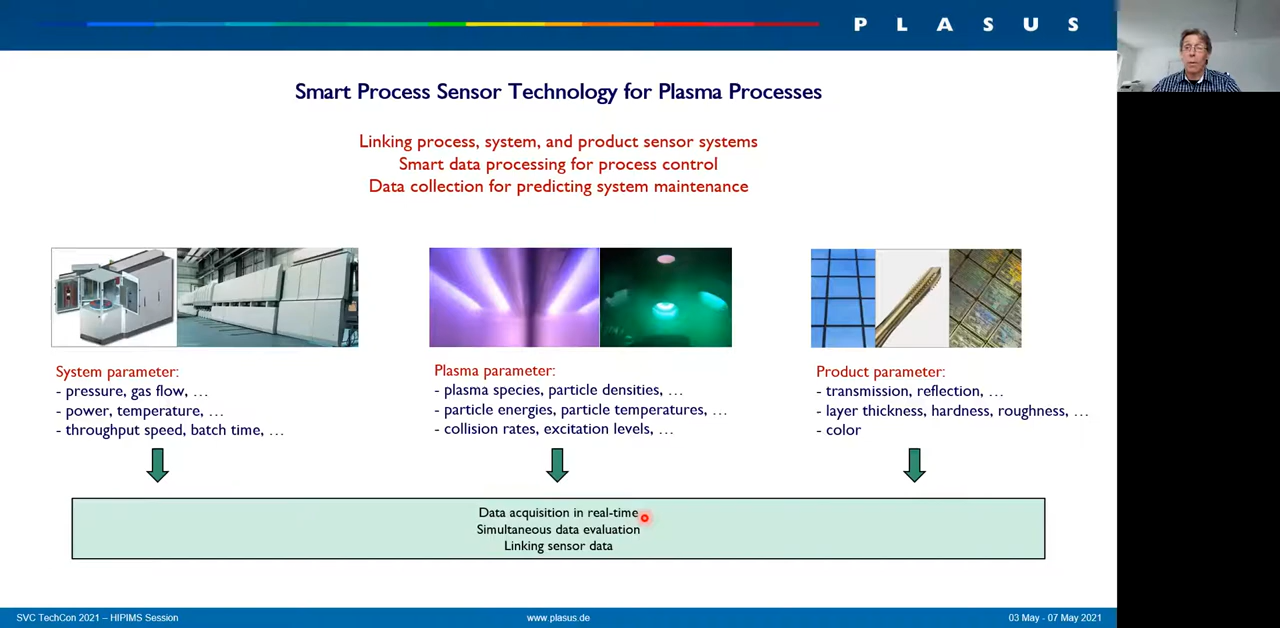 P L A S U S
Smart Process Sensor Technology for Plasma Processes
Linking process, system, and product sensor systems
Smart data processing for process control
Data collection for predicting system maintenance
System parameter:
- pressure, gas flow, …
- power, temperature, …
- throughput speed, batch time, …
Plasma parameter:
- plasma species, particle densities, …
- particle energies, particle temperatures, …
- collision rates, excitation levels, …
Product parameter:
- transmission, reflection, …
- layer thickness, hardness, roughness, …
- color
Data acquisition in real-time
Simultaneous data evaluation
Linking sensor data
SVC TechCon 2021 – HIPIMS Session
www.plasus.de
03 May - 07 May 2021